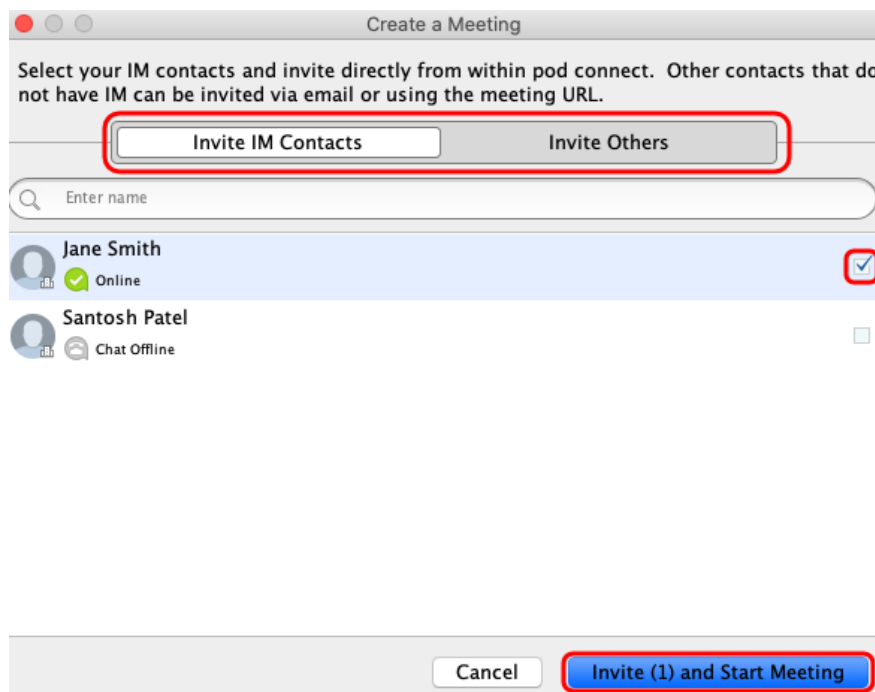 Create a Meeting
Select your IM contacts and invite directly from within pod connect. Other contacts that do
not have IM can be invited via email or using the meeting URL.
Invite IM Contacts Invite Others
Enter name
Jane Smith
Online
Santosh Patel
Chat Offline
Cancel Invite (1) and Start Meeting